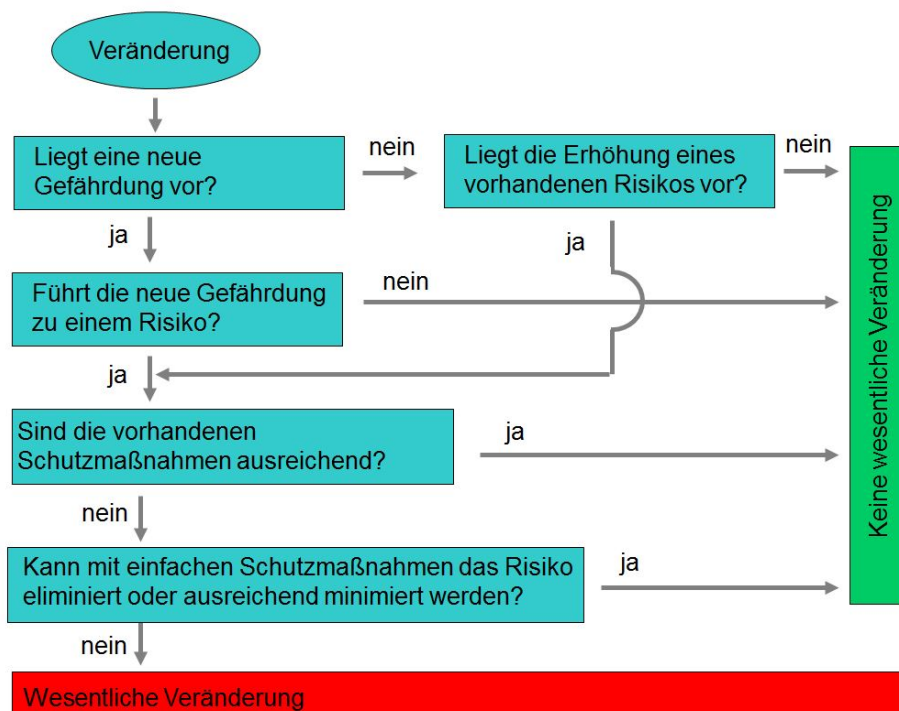 Veränderung
Liegt eine neue
Gefährdung vor?
nein
Liegt die Erhöhung eines
vorhandenen Risikos vor?
nein
ja
ja
Führt die neue Gefährdung
zu einem Risiko?
nein
ja
Sind die vorhandenen
Schutzmaßnahmen ausreichend?
ja
nein
Kann mit einfachen Schutzmaßnahmen das Risiko
eliminiert oder ausreichend minimiert werden?
ja
nein
Keine wesentliche Veränderung
Wesentliche Veränderung